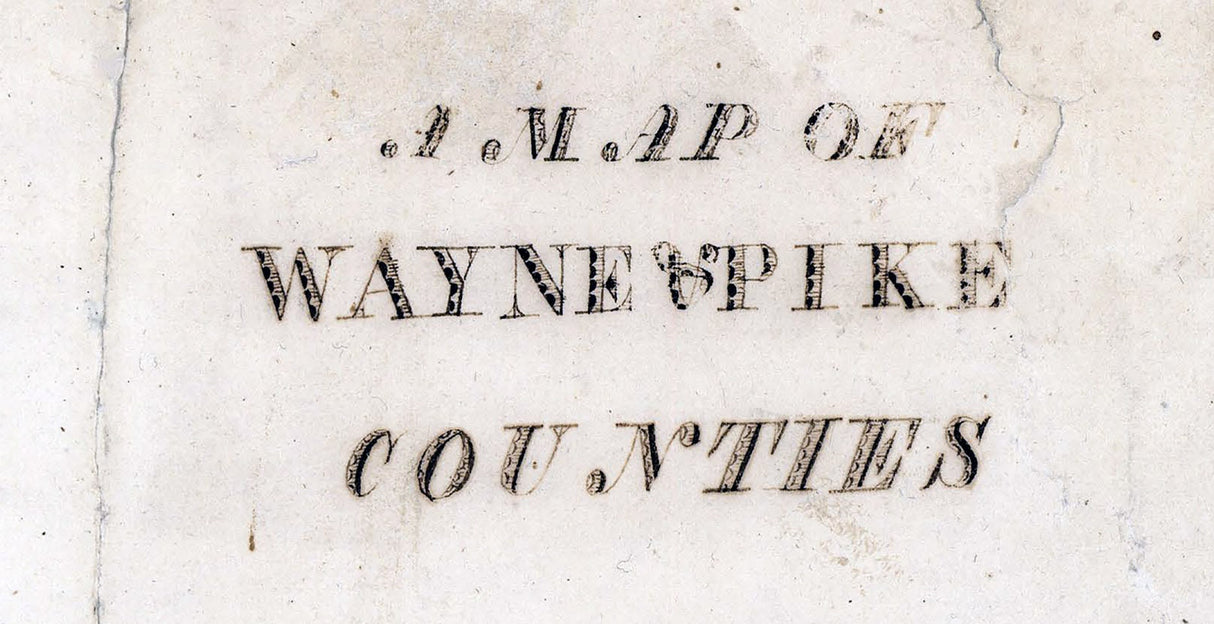 A MAP OF
WAYNE & PIKE
COUNTIES